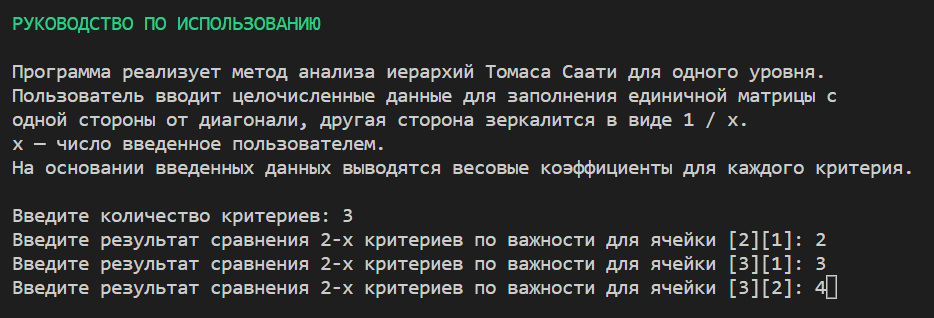 РУКОВОДСТВО ПО ИСПОЛЬЗОВАНИЮ
Программа реализует метод анализа иерархий Томаса Саати для одного уровня.
Пользователь вводит целочисленные данные для заполнения единичной матрицы с
одной стороны от диагонали, другая сторона зеркалится в виде 1 / x.
x — число введенное пользователем.
На основании введенных данных выводятся весовые коэффициенты для каждого критерия.
Введите количество критериев: 3
Введите результат сравнения 2-х критериев по важности для ячейки [2][1]: 2
Введите результат сравнения 2-х критериев по важности для ячейки [3][1]: 3
Введите результат сравнения 2-х критериев по важности для ячейки [3][2]: 4